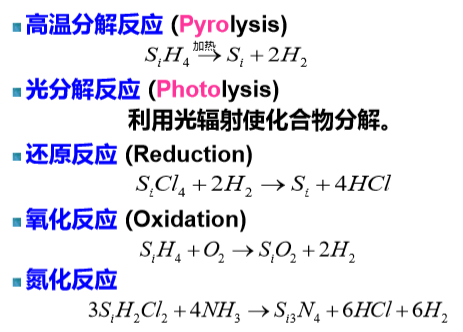 高温分解反应 (Pyrolysis)
SᵢH₄ 加热→ Sᵢ + 2H₂
光分解反应 (Photolysis)
利用光辐射使化合物分解。
还原反应 (Reduction)
SᵢCl₄ + 2H₂ → Sᵢ + 4HCl
氧化反应 (Oxidation)
SᵢH₄ + O₂ → SᵢO₂ + 2H₂
氮化反应
3SᵢH₂Cl₂ + 4NH₃ → Sᵢ₃N₄ + 6HCl + 6H₂